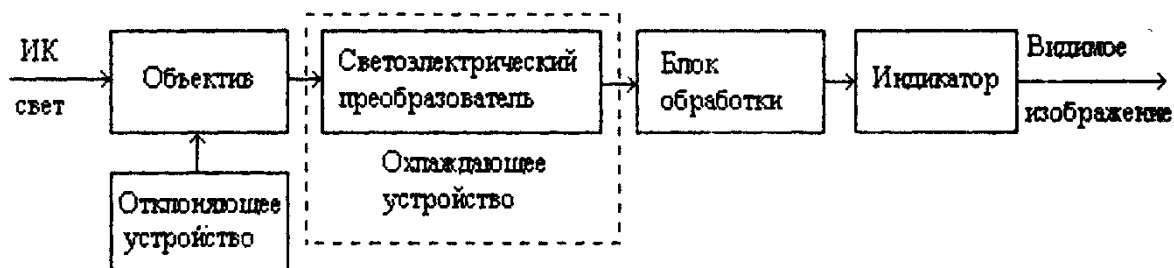 ИК
свет
Объектив
Светоэлектрический
преобразователь
Блок
обработки
Индикатор
Видимое
изображение
Охлаждающее
устройство
Отклоняющее
устройство